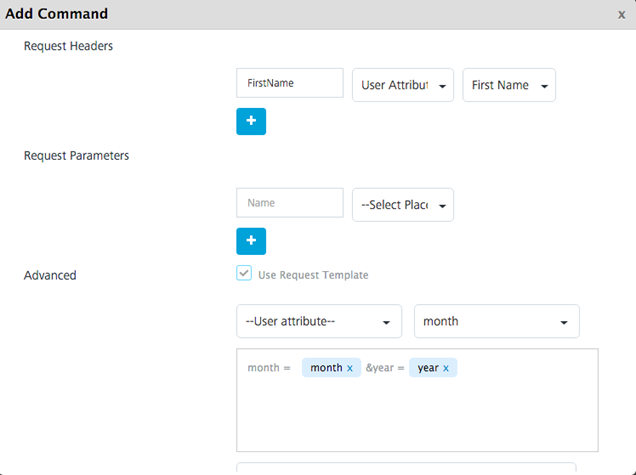 Add Command x
Request Headers
FirstName User Attribut First Name
+
Request Parameters
Name --Select Plac
+
Advanced Use Request Template
--User attribute-- month
month = month x &year = year x